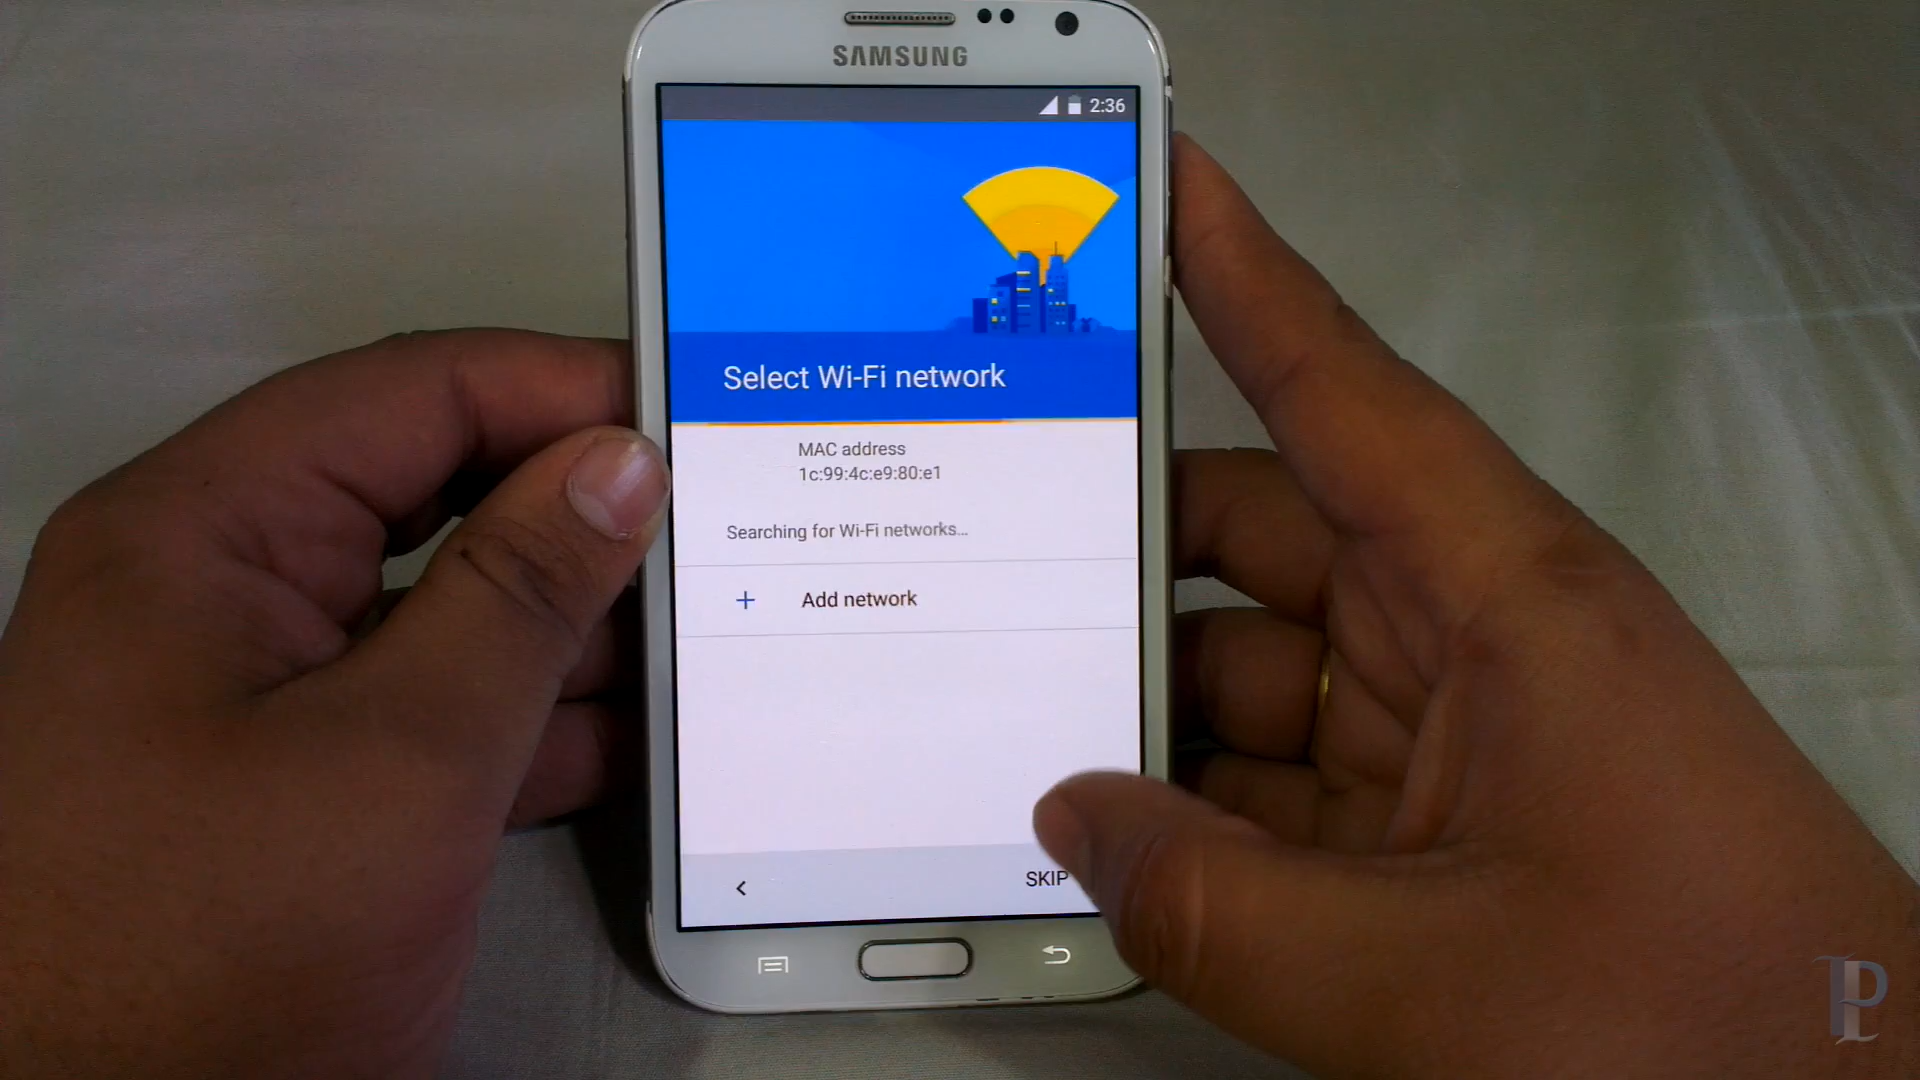 SAMSUNG
2:36
Select Wi-Fi network
MAC address
1c:99:4c:e9:80:e1
Searching for Wi-Fi networks...
+ Add network
< SKIP